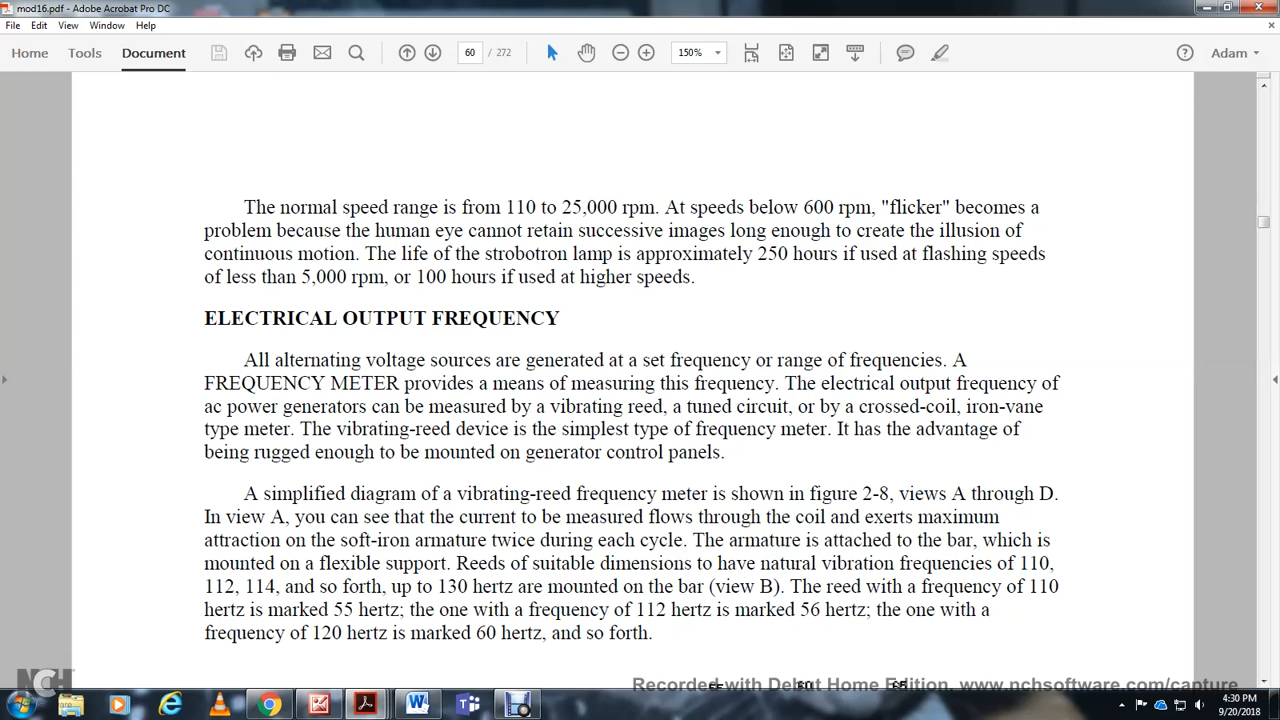 mod16.pdf - Adobe Acrobat Pro DC
File Edit View Window Help
Home Tools Document 60 / 272 150% Adam
The normal speed range is from 110 to 25,000 rpm. At speeds below 600 rpm, "flicker" becomes a
problem because the human eye cannot retain successive images long enough to create the illusion of
continuous motion. The life of the strobotron lamp is approximately 250 hours if used at flashing speeds
of less than 5,000 rpm, or 100 hours if used at higher speeds.
ELECTRICAL OUTPUT FREQUENCY
All alternating voltage sources are generated at a set frequency or range of frequencies. A
FREQUENCY METER provides a means of measuring this frequency. The electrical output frequency of
ac power generators can be measured by a vibrating reed, a tuned circuit, or by a crossed-coil, iron-vane
type meter. The vibrating-reed device is the simplest type of frequency meter. It has the advantage of
being rugged enough to be mounted on generator control panels.
A simplified diagram of a vibrating-reed frequency meter is shown in figure 2-8, views A through D.
In view A, you can see that the current to be measured flows through the coil and exerts maximum
attraction on the soft-iron armature twice during each cycle. The armature is attached to the bar, which is
mounted on a flexible support. Reeds of suitable dimensions to have natural vibration frequencies of 110,
112, 114, and so forth, up to 130 hertz are mounted on the bar (view B). The reed with a frequency of 110
hertz is marked 55 hertz; the one with a frequency of 112 hertz is marked 56 hertz; the one with a
frequency of 120 hertz is marked 60 hertz, and so forth.
NCH
Recorded with Debut Home Edition. www.nchsoftware.com/capture
4:30 PM
9/20/2018